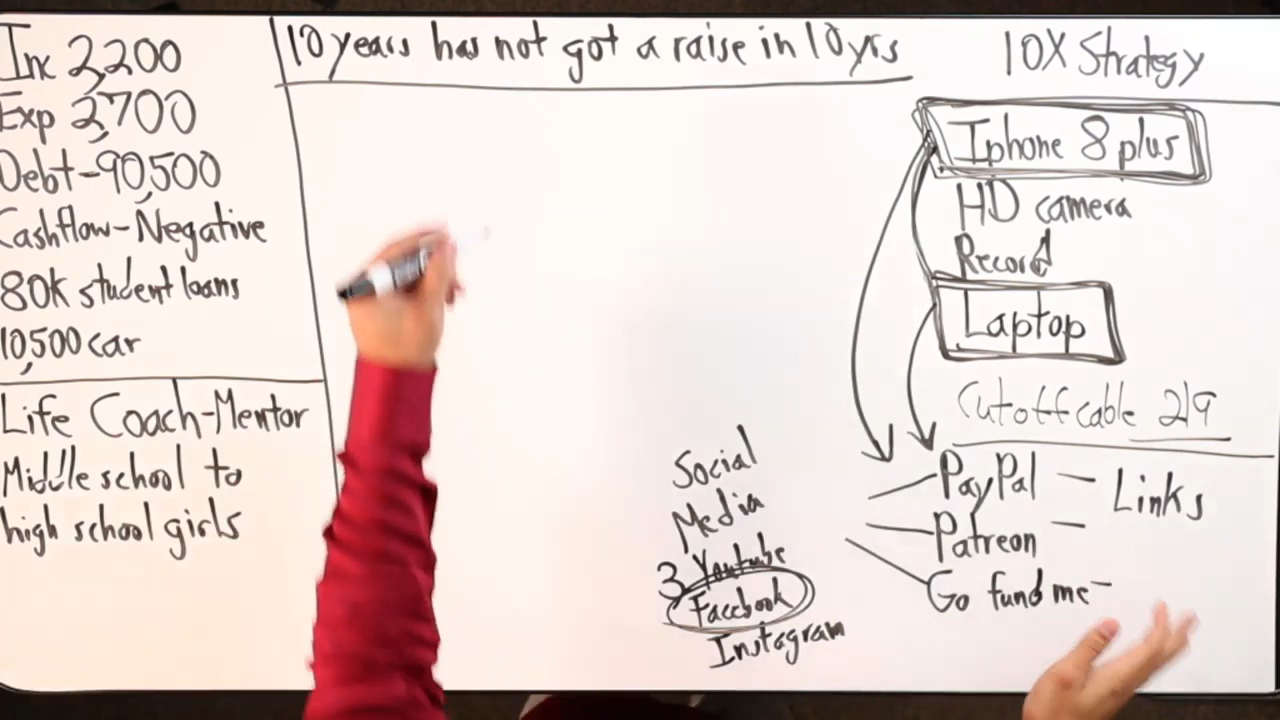 Inc 2,200
Exp 2,700
Debt-90,500
Cashflow-Negative
80K student loans
10,500 car
Life Coach-Mentor
Middle school to
high school girls
10 years has not got a raise in 10 yrs
10X Strategy
Iphone 8 plus
HD camera
Record
Laptop
Cut off cable 219
PayPal - Links
Patreon -
Go fund me -
Social
Media
3 Youtube
Facebook
Instagram